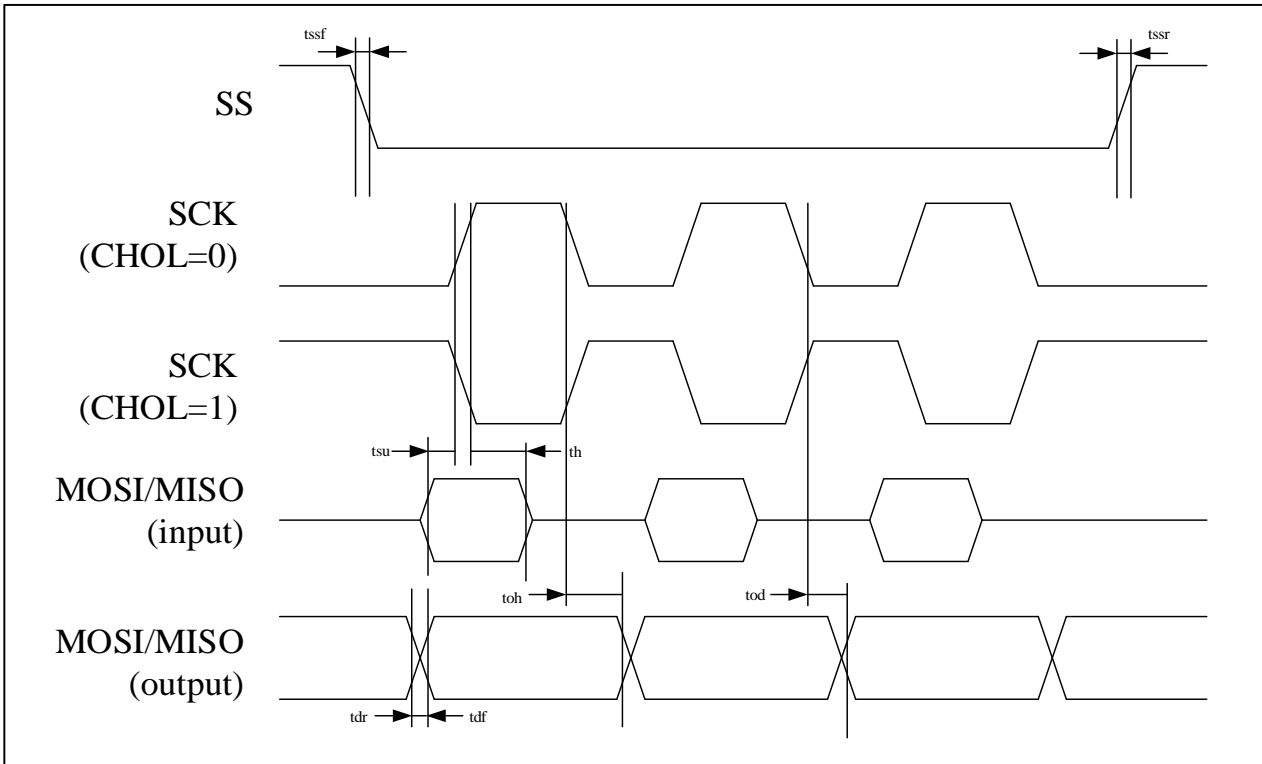 tssf
tssr
SS
SCK
(CHOL=0)
SCK
(CHOL=1)
tsu
th
MOSI/MISO
(input)
toh
tod
MOSI/MISO
(output)
tdr
tdf